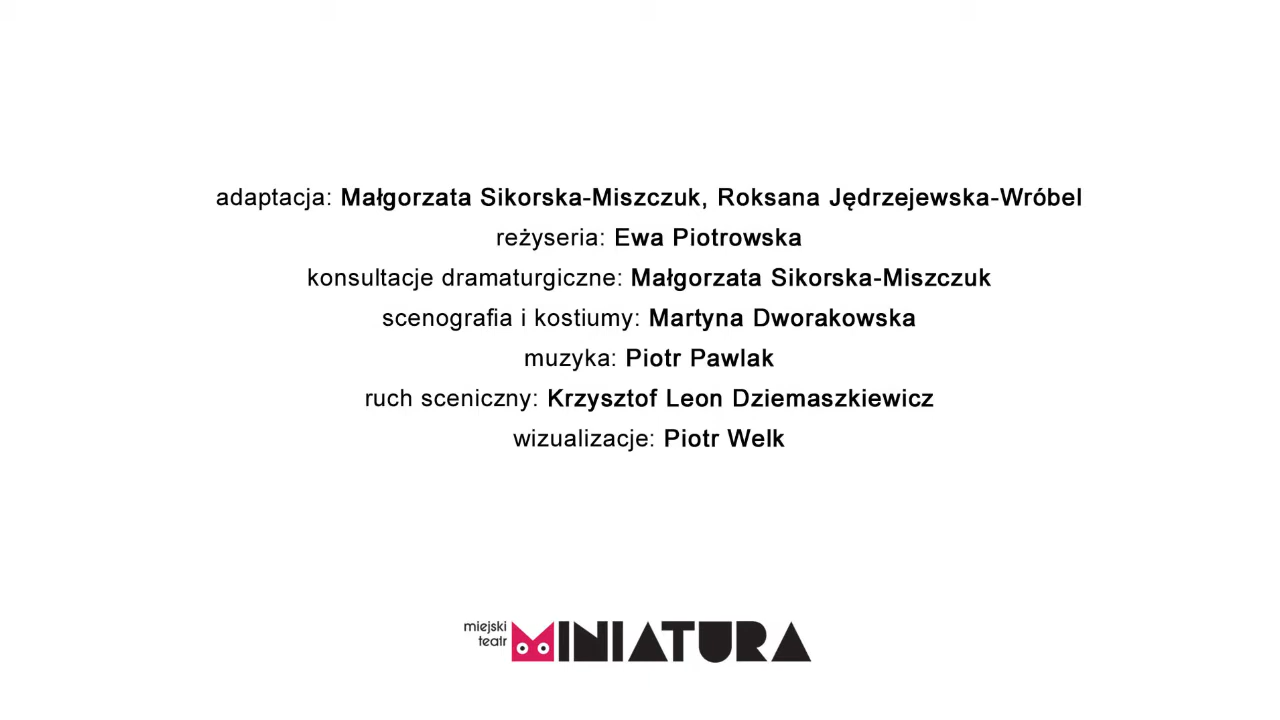 adaptacja: Małgorzata Sikorska-Miszczuk, Roksana Jędrzejewska-Wróbel
reżyseria: Ewa Piotrowska
konsultacje dramaturgiczne: Małgorzata Sikorska-Miszczuk
scenografia i kostiumy: Martyna Dworakowska
muzyka: Piotr Pawlak
ruch sceniczny: Krzysztof Leon Dziemaszkiewicz
wizualizacje: Piotr Welk
miejski
teatr
MINIATURA